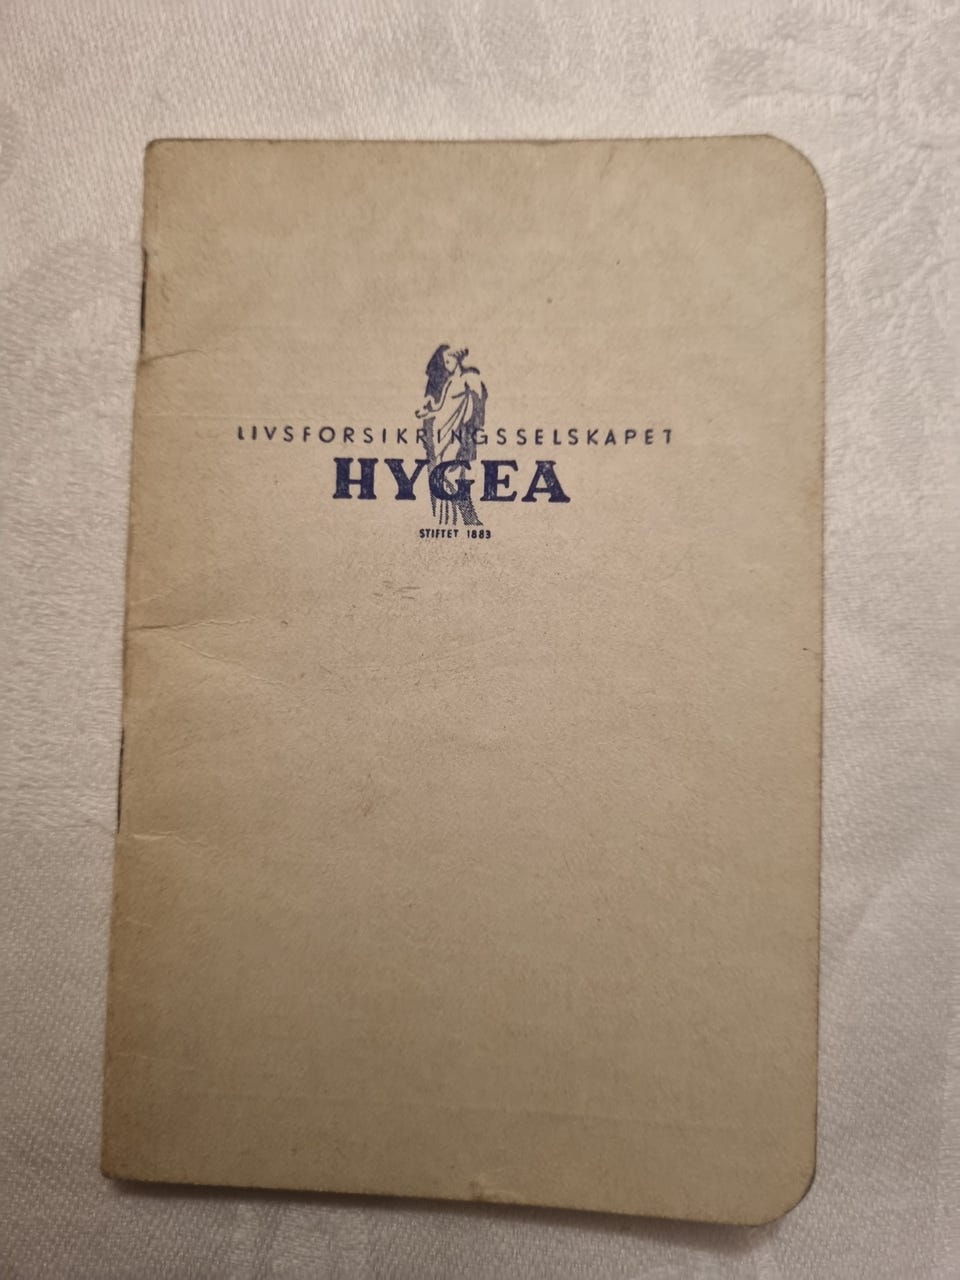 LIVSFORSIKRINGSSELSKAPET
HYGEA
STIFTET 1883